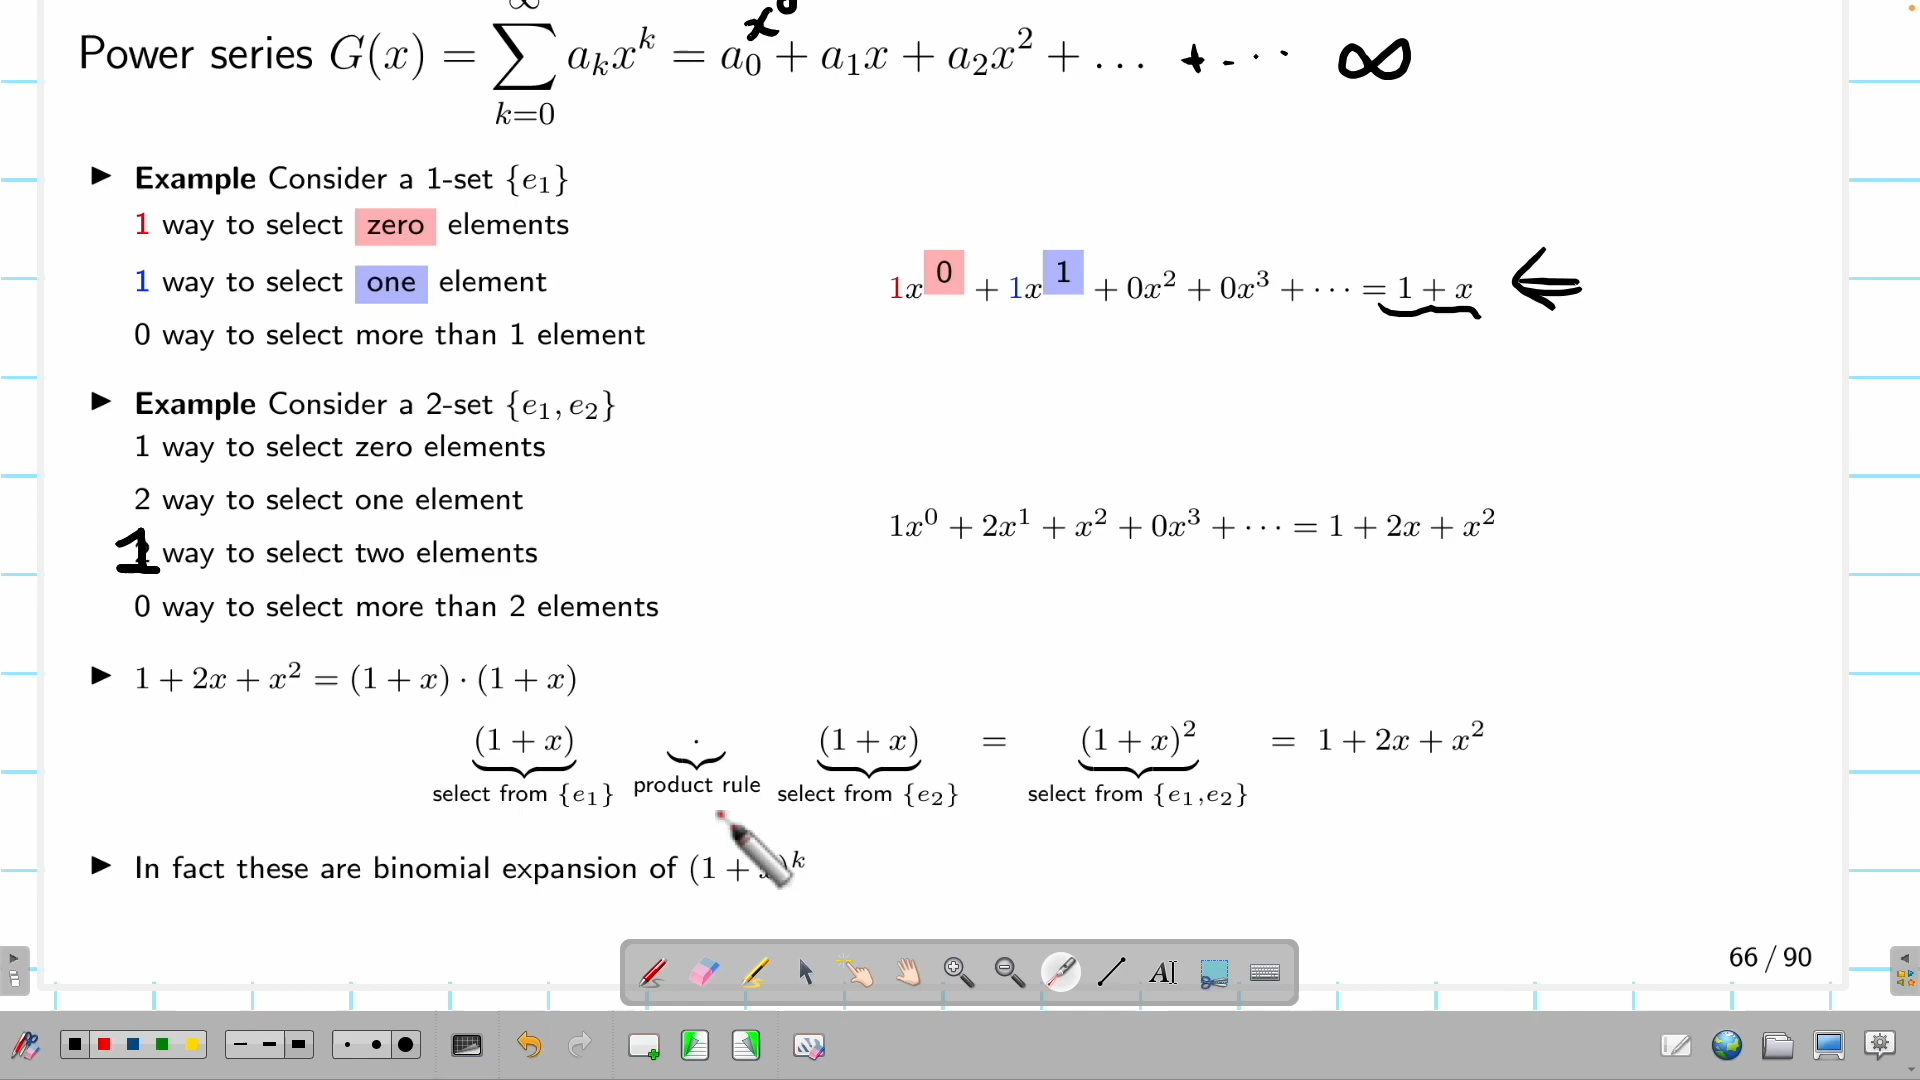 Power series G(x) = ∑_{k=0}^{∞} a_k x^k = a_0 x^0 + a_1 x + a_2 x^2 + ... + - · · ∞
▶ Example Consider a 1-set {e_1}
1 way to select zero elements
1 way to select one element
1x^0 + 1x^1 + 0x^2 + 0x^3 + ··· = 1 + x ⇐
0 way to select more than 1 element
▶ Example Consider a 2-set {e_1, e_2}
1 way to select zero elements
2 way to select one element
1x^0 + 2x^1 + x^2 + 0x^3 + ··· = 1 + 2x + x^2
1 way to select two elements
0 way to select more than 2 elements
▶ 1 + 2x + x^2 = (1 + x) · (1 + x)
(1 + x) · (1 + x) = (1 + x)^2 = 1 + 2x + x^2
select from {e_1} product rule select from {e_2} select from {e_1,e_2}
▶ In fact these are binomial expansion of (1 + x)^k
66 / 90